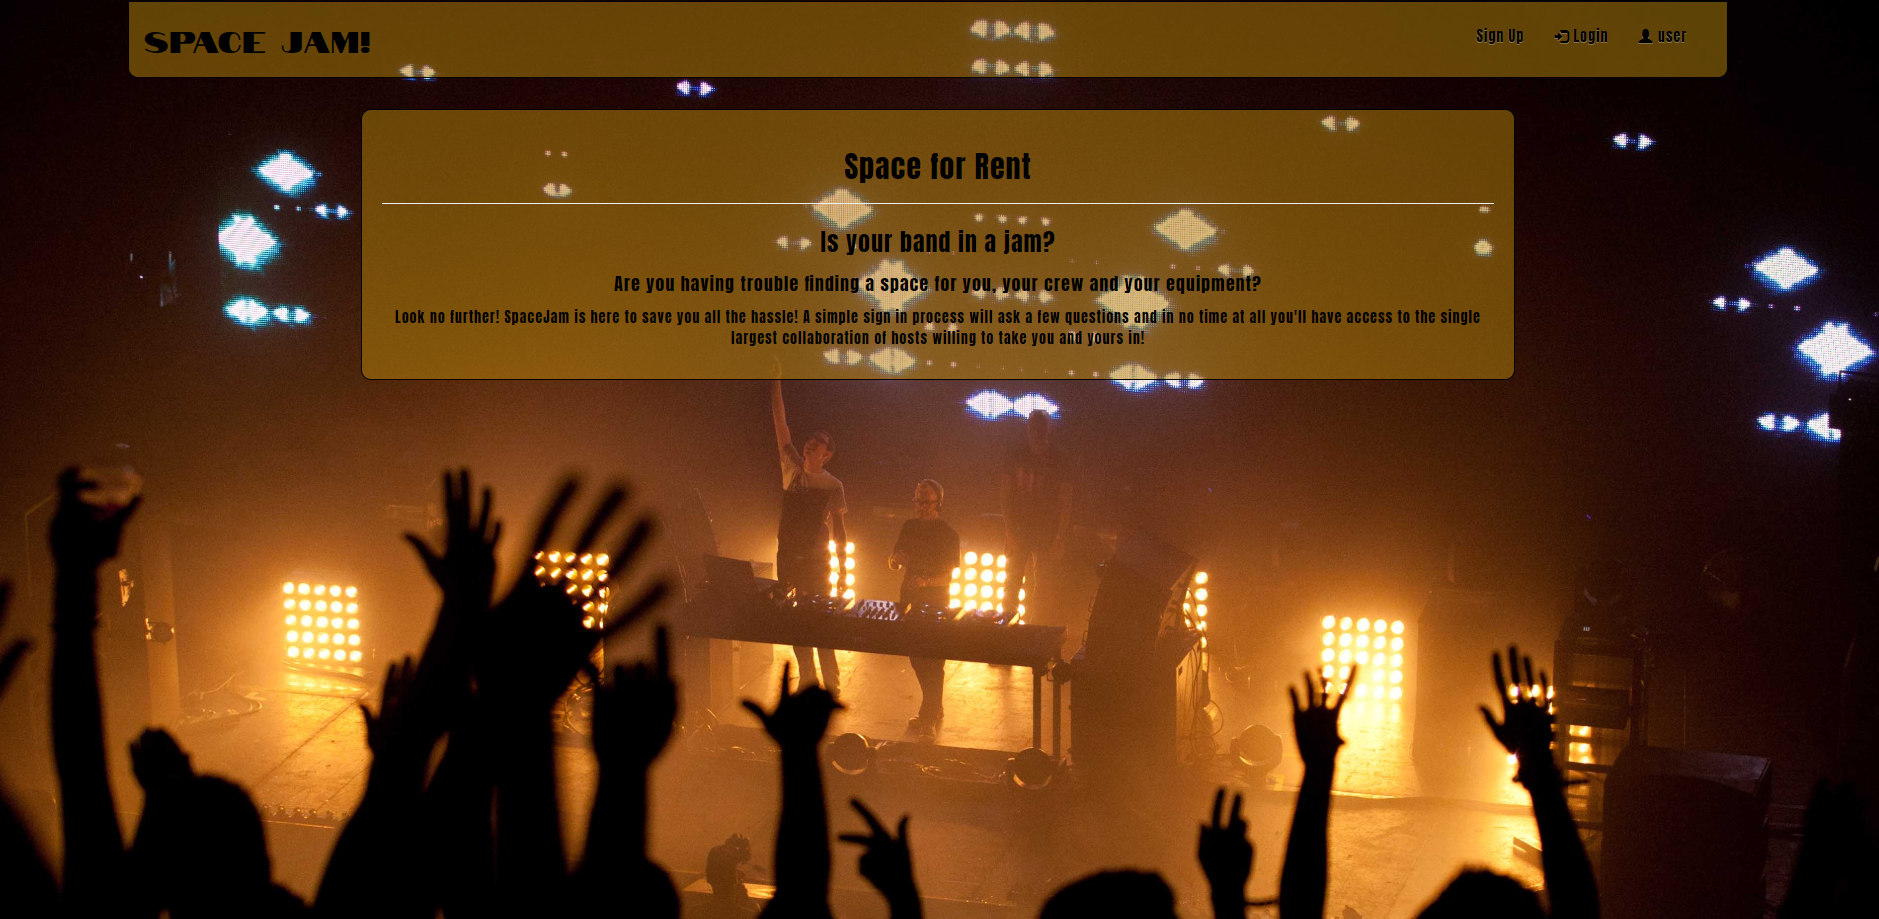 SPACE JAM!
Sign Up Login user
Space for Rent
Is your band in a jam?
Are you having trouble finding a space for you, your crew and your equipment?
Look no further! SpaceJam is here to save you all the hassle! A simple sign in process will ask a few questions and in no time at all you'll have access to the single
largest collaboration of hosts willing to take you and yours in!